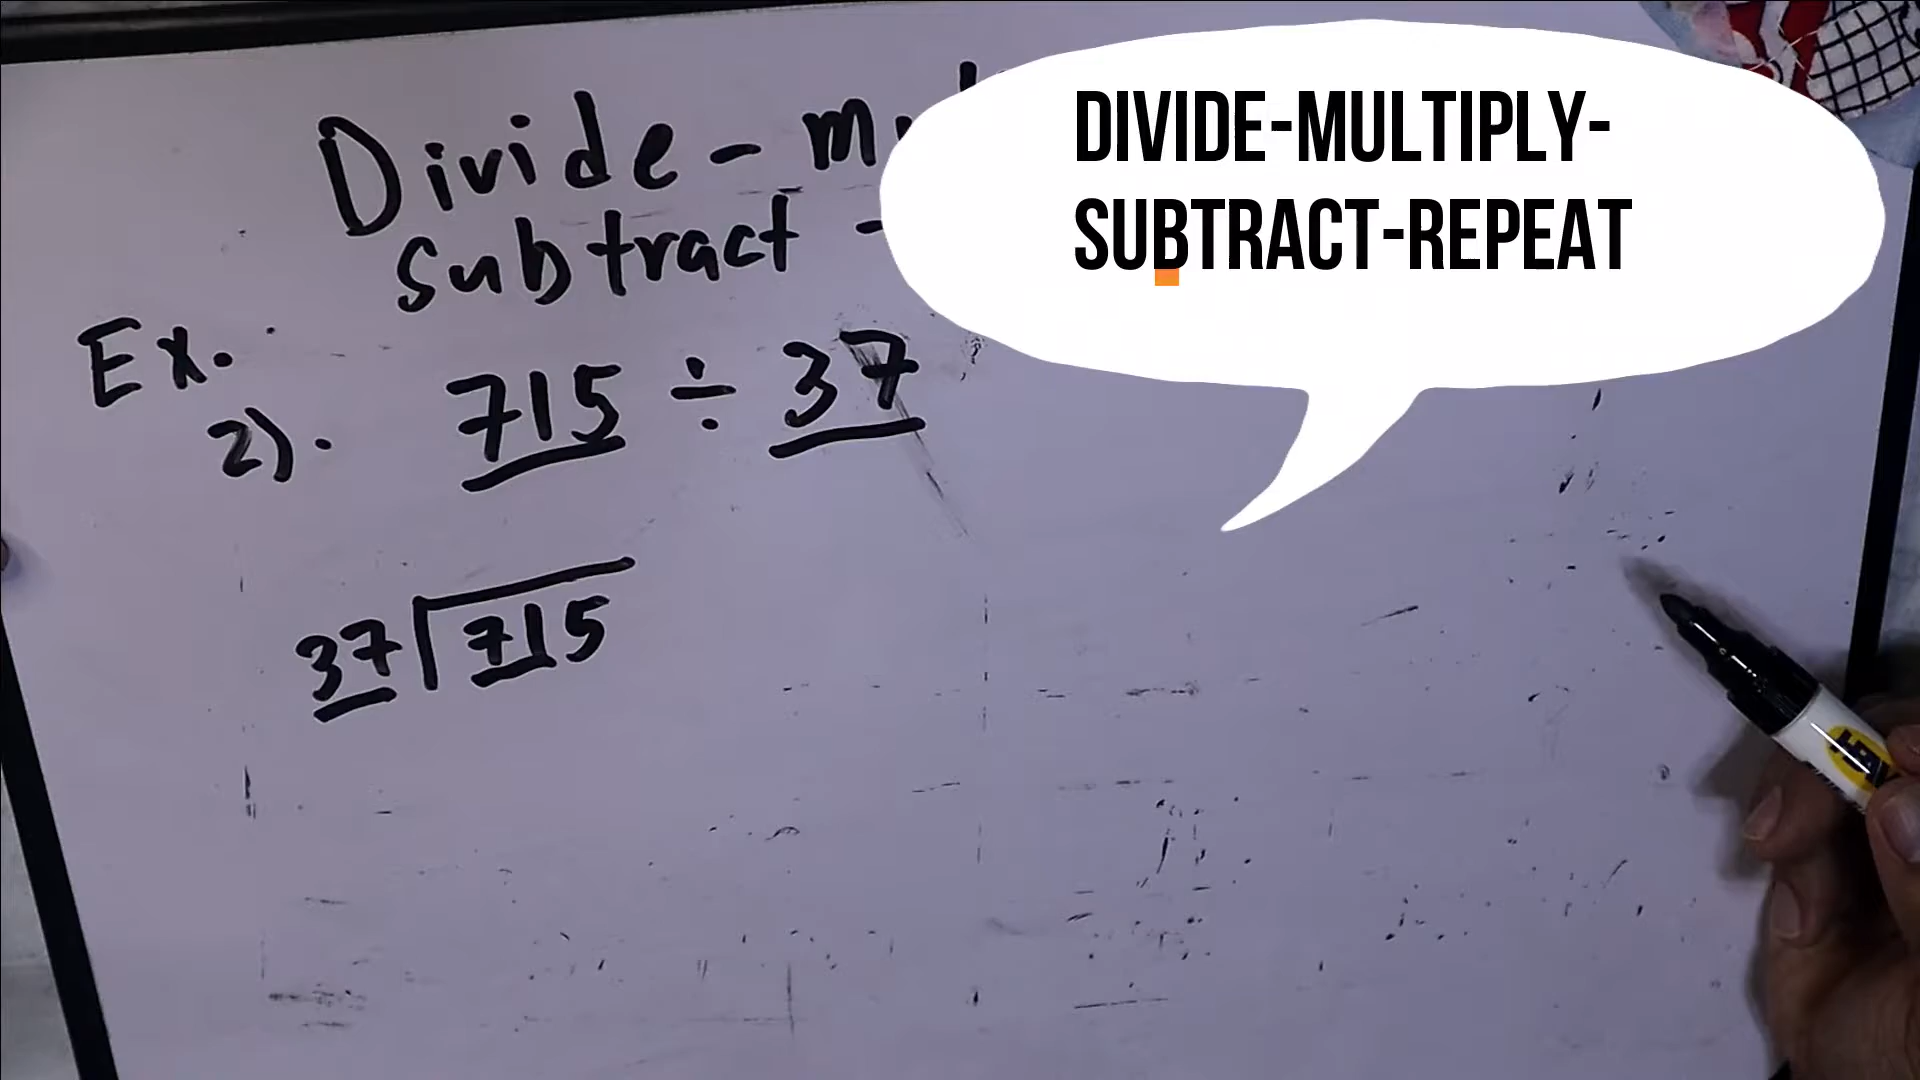 Divide -
subtract -
DIVIDE-MULTIPLY-
SUBTRACT-REPEAT
Ex.
2). 715 ÷ 37
37 715